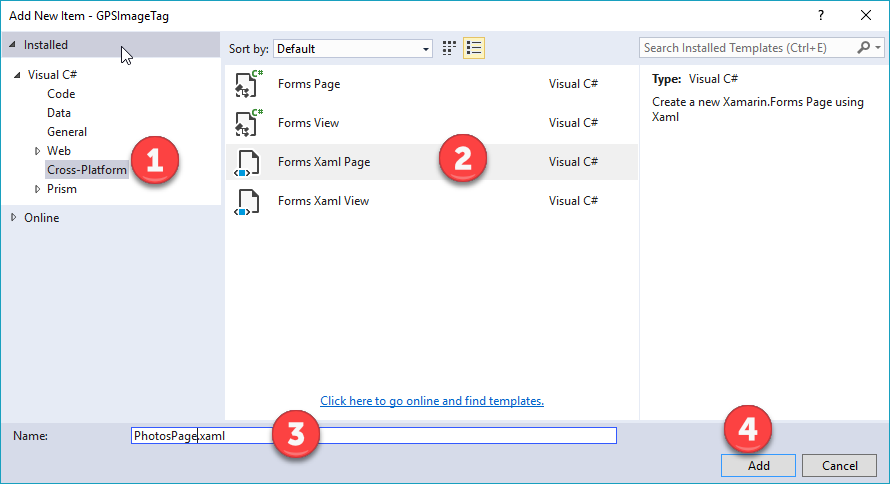 Add New Item - GPSImageTag
?
Installed
Sort by: Default
Search Installed Templates (Ctrl+E)
Visual C#
Code
Data
General
Web
Cross-Platform
Prism
Online
1
C# Forms Page Visual C#
C# Forms View Visual C#
Forms Xaml Page Visual C#
2
Forms Xaml View Visual C#
Type: Visual C#
Create a new Xamarin.Forms Page using
Xaml
Click here to go online and find templates.
Name: PhotosPage.xaml
3
4
Add Cancel